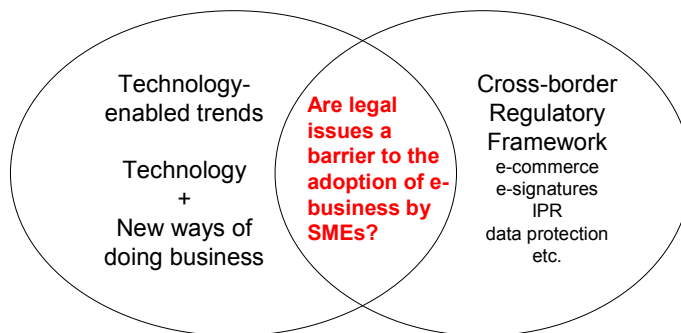 Technology-
enabled trends
Technology
+
New ways of
doing business
Are legal
issues a
barrier to the
adoption of e-
business by
SMEs?
Cross-border
Regulatory
Framework
e-commerce
e-signatures
IPR
data protection
etc.